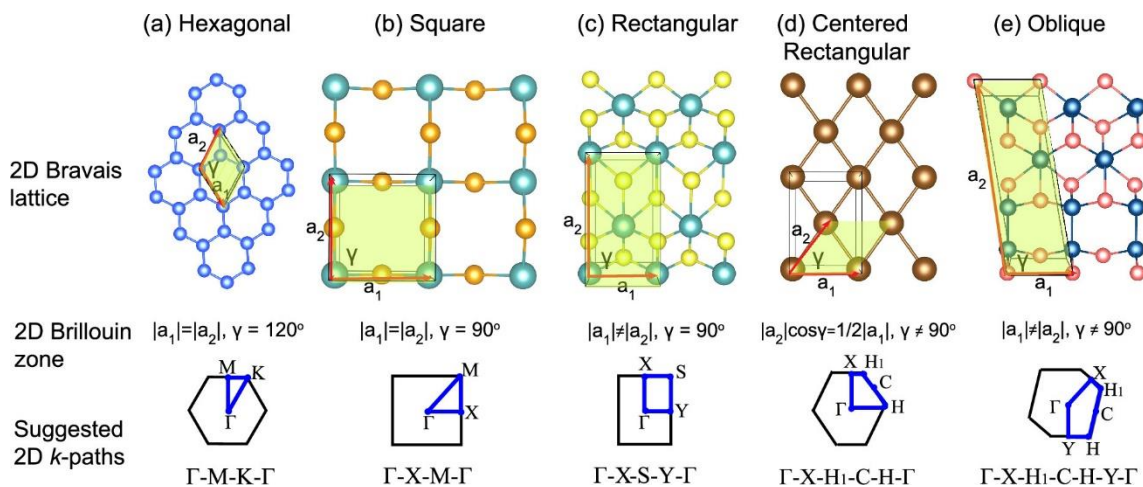 (a) Hexagonal
(b) Square
(c) Rectangular
(d) Centered
Rectangular
(e) Oblique
2D Bravais
lattice
a₂
γ
a₁
a₂
γ
a₁
a₂
γ
a₁
a₂
γ
a₁
a₂
γ
a₁
2D Brillouin
zone
|a₁|=|a₂|, γ = 120°
|a₁|=|a₂|, γ = 90°
|a₁|≠|a₂|, γ = 90°
|a₂|cosγ=1/2|a₁|, γ ≠ 90°
|a₁|≠|a₂|, γ ≠ 90°
M K
Γ
M
Γ X
X S
Γ Y
X H₁
C
Γ H
X
H₁
Γ C
Y H
Suggested
2D k-paths
Γ-M-K-Γ
Γ-X-M-Γ
Γ-X-S-Y-Γ
Γ-X-H₁-C-H-Γ
Γ-X-H₁-C-H-Y-Γ